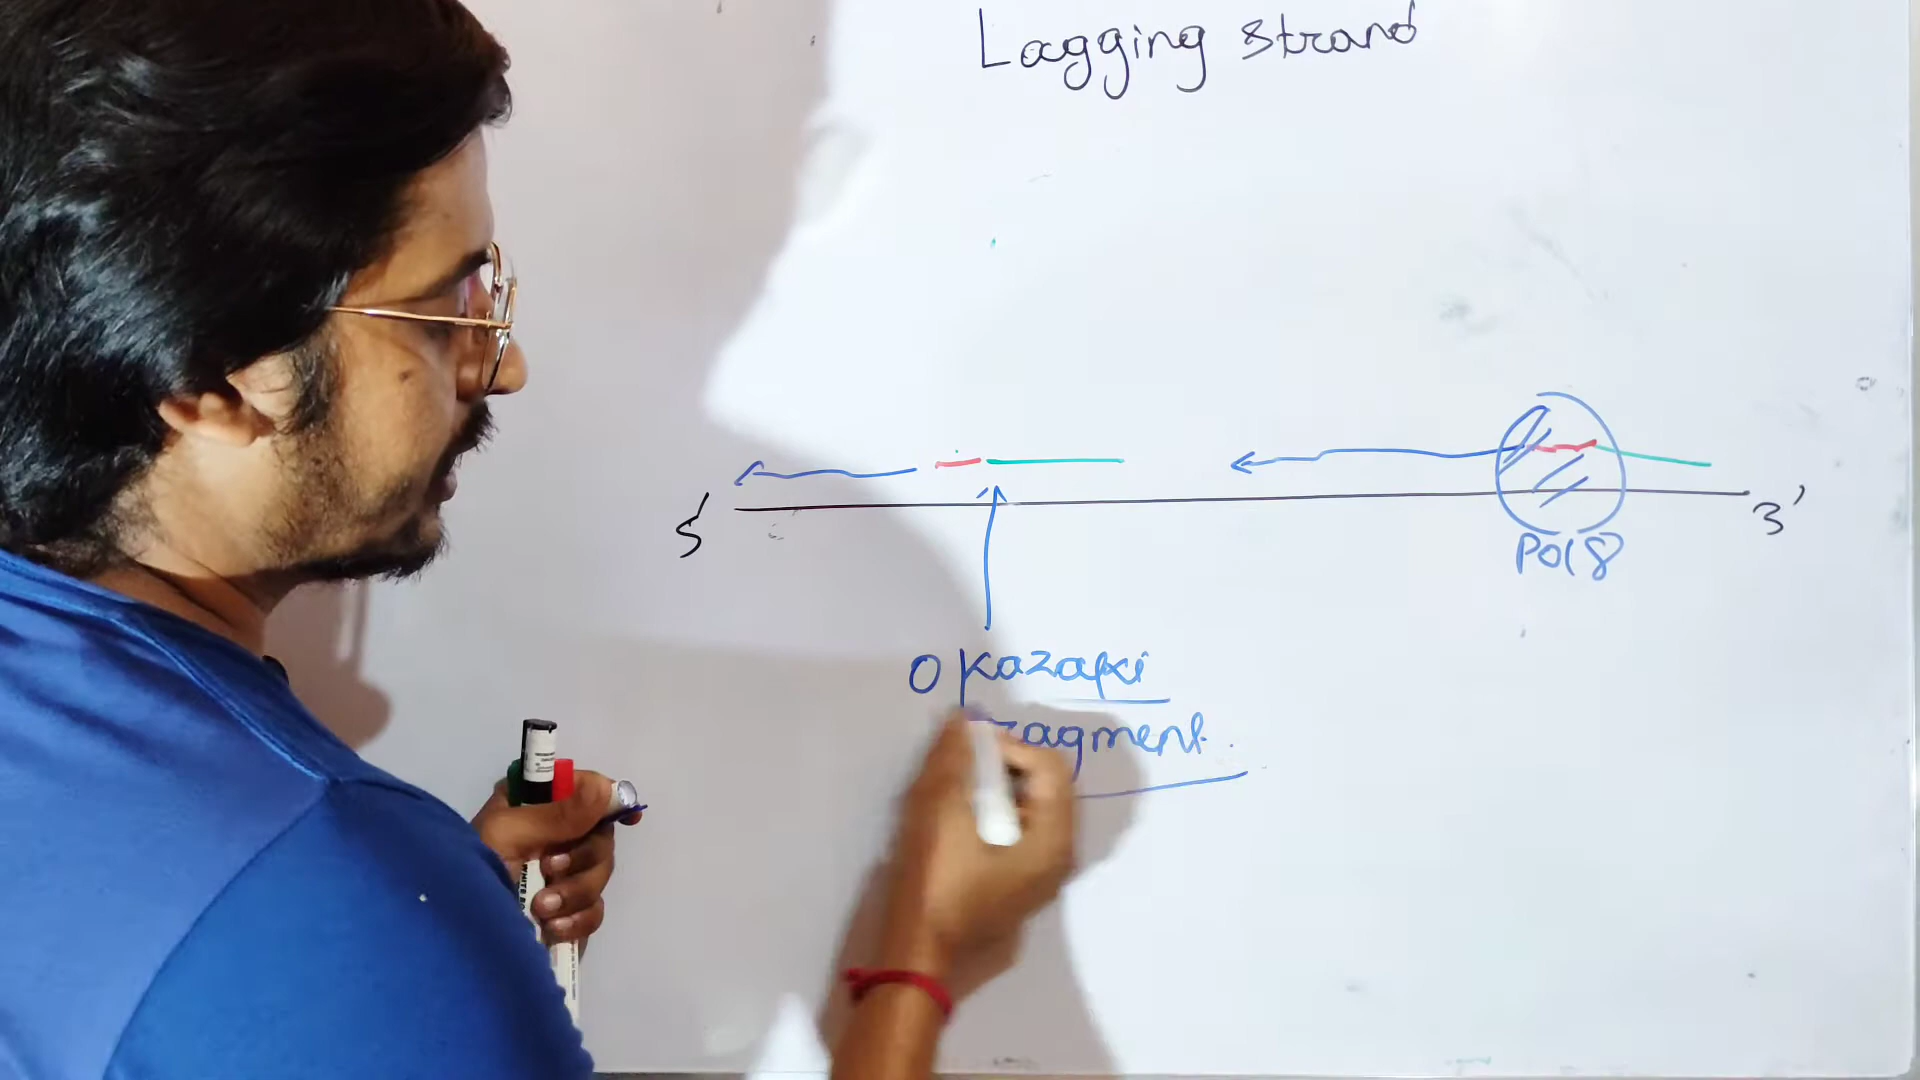 Lagging strand
5'
3'
Pol δ
Okazaki
fragment